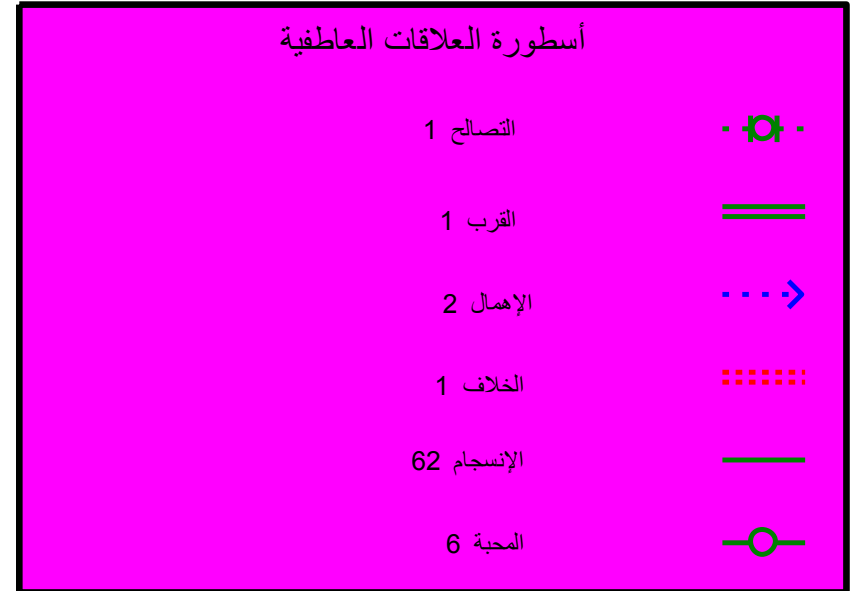 أسطورة العلاقات العاطفية
التصالح 1
القرب 1
الإهمال 2
الخلاف 1
الإنسجام 62
المحبة 6